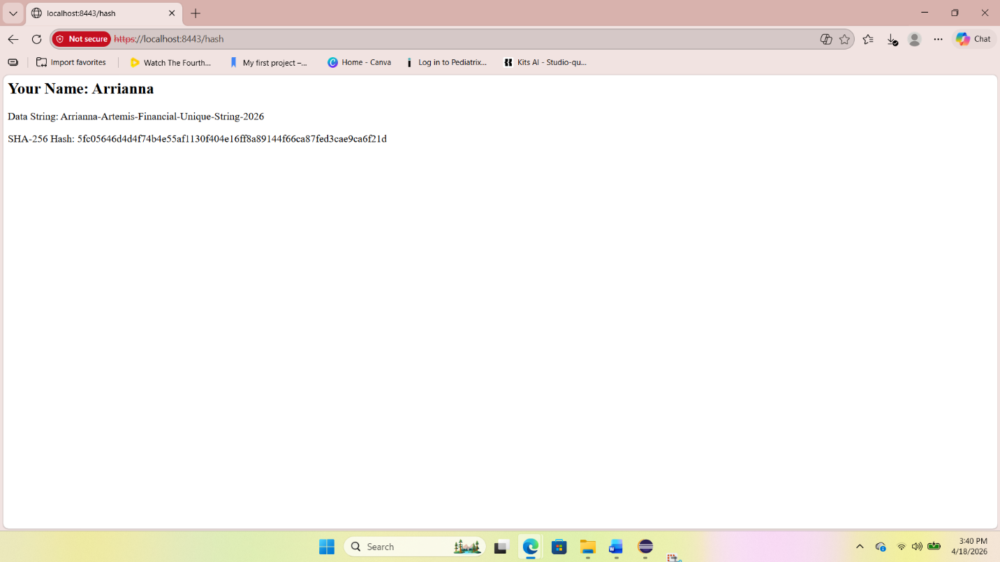 localhost:8443/hash
Not secure https://localhost:8443/hash
Chat
Import favorites Watch The Fourth... My first project –... Home - Canva Log in to Pediatrix... Kits AI - Studio-qu...
Your Name: Arrianna
Data String: Arrianna-Artemis-Financial-Unique-String-2026
SHA-256 Hash: 5fc05646d4d4f74b4e55af1130f404e16ff8a89144f66ca87fed3cae9ca6f21d
Search
3:40 PM
4/18/2026